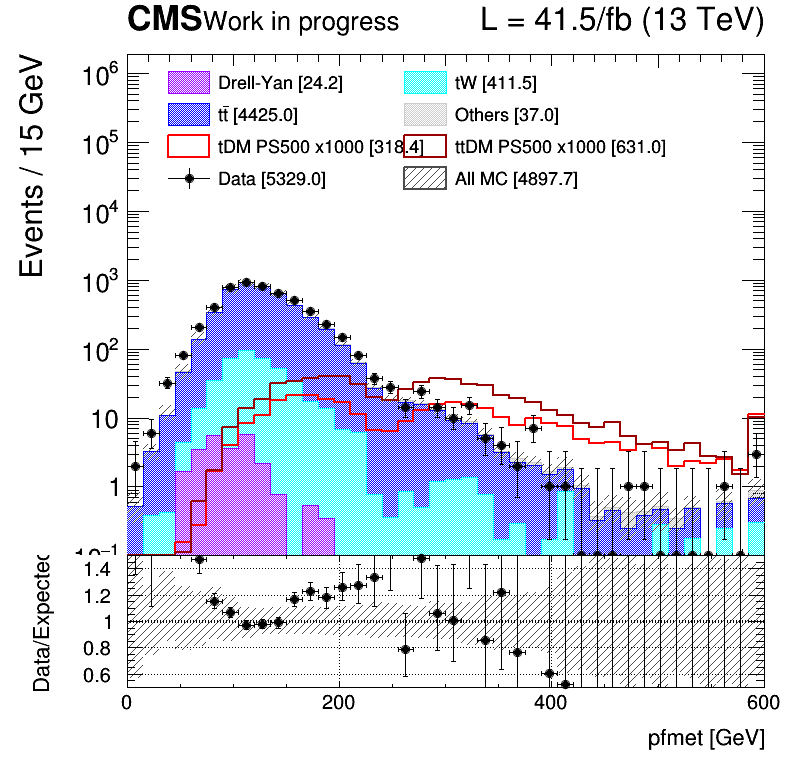 CMS Work in progress L = 41.5/fb (13 TeV)
Events / 15 GeV
10⁶
10⁵
10⁴
10³
10²
10
1
10⁻¹
Drell-Yan [24.2]
tW [411.5]
tt̄ [4425.0]
Others [37.0]
tDM PS500 x1000 [318.4]
ttDM PS500 x1000 [631.0]
Data [5329.0]
All MC [4897.7]
Data/Expected
1.4
1.2
1
0.8
0.6
0 200 400 600
pfmet [GeV]